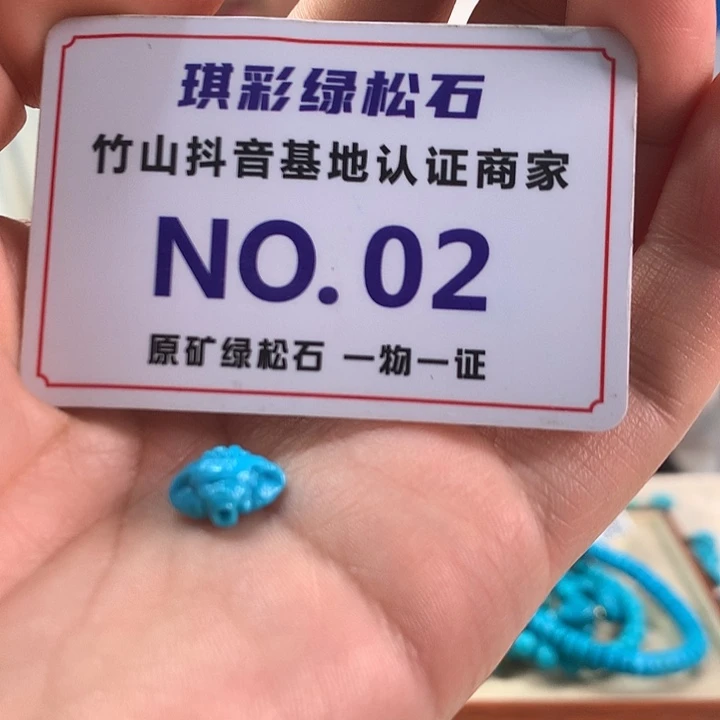 琪彩绿松石
竹山抖音基地认证商家
NO. 02
原矿绿松石 一物一证